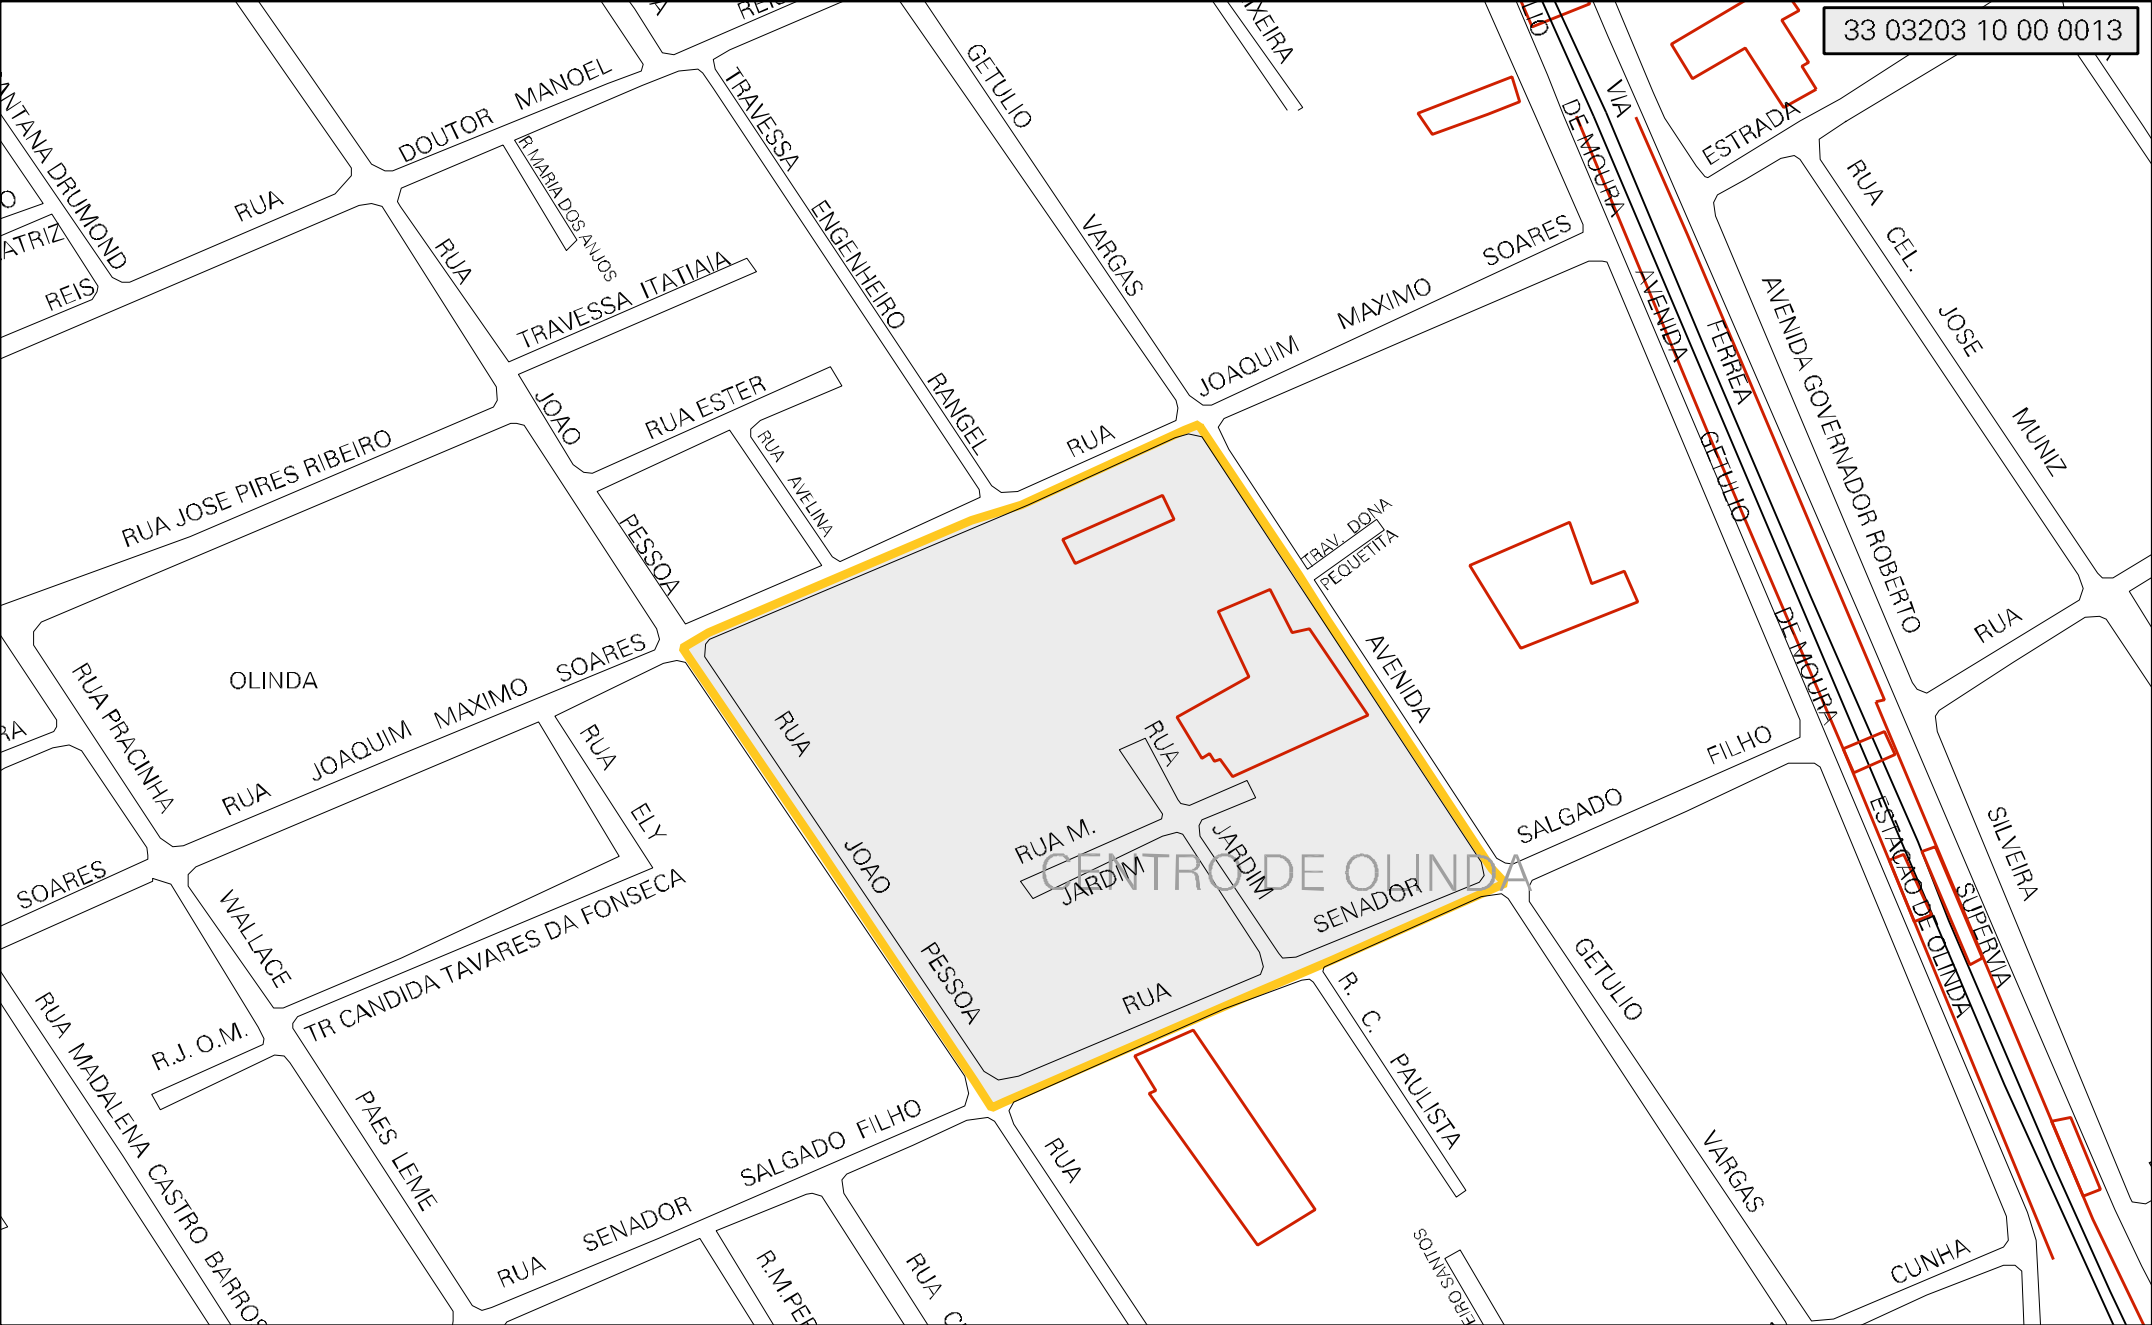 33 03203 10 00 0013
DOUTOR MANOEL
GETULIO
VARGAS
TRAVESSA
ENGENHEIRO
RANGEL
DE MOURA
VIA
FERREA
ESTRADA
RUA
CEL.
JOSE
MUNIZ
ANTANA DRUMOND
RUA
ATRIZ
REIS
R MARIA DOS ANJOS
RUA
JOAO
PESSOA
TRAVESSA ITATIAIA
RUA ESTER
RUA AVELINA
RUA
JOAQUIM
MAXIMO
SOARES
AVENIDA
GETULIO
DE MOURA
AVENIDA GOVERNADOR ROBERTO
SILVEIRA
RUA
RUA JOSE PIRES RIBEIRO
OLINDA
RUA PRACINHA
WALLACE
PAES LEME
RUA
JOAQUIM
MAXIMO
SOARES
RUA
ELY
TRAV. DONA
PEQUETITA
AVENIDA
GETULIO
VARGAS
RUA
JOAO
PESSOA
RUA
RUA
JARDIM
RUA M.
JARDIM
CENTRO DE OLINDA
RUA
SENADOR
SALGADO
FILHO
ESTACAO DE OLINDA
SUPERVIA
SOARES
TR CANDIDA TAVARES DA FONSECA
R.J. O.M.
RUA MADALENA CASTRO BARROS
R. C. PAULISTA
RUA
SENADOR
SALGADO
FILHO
R.M.PER
RUA
EIRO SANTOS
CUNHA